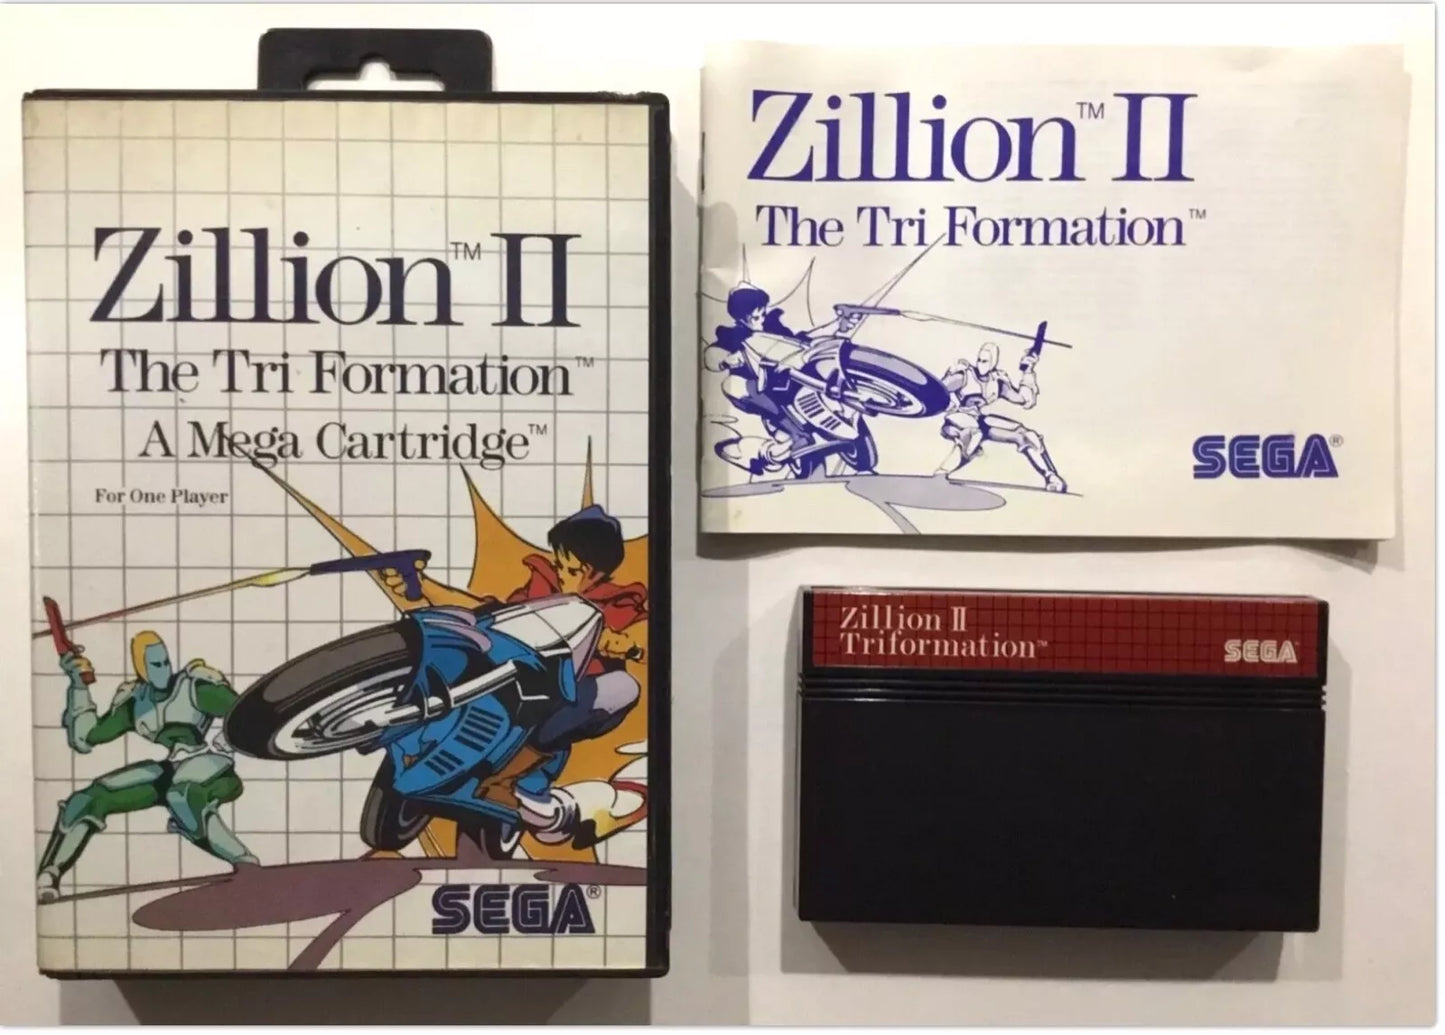 Zillion™ II
The Tri Formation™
A Mega Cartridge™
For One Player
SEGA®
Zillion™ II
The Tri Formation™
SEGA®
Zillion II
Triformation™
SEGA